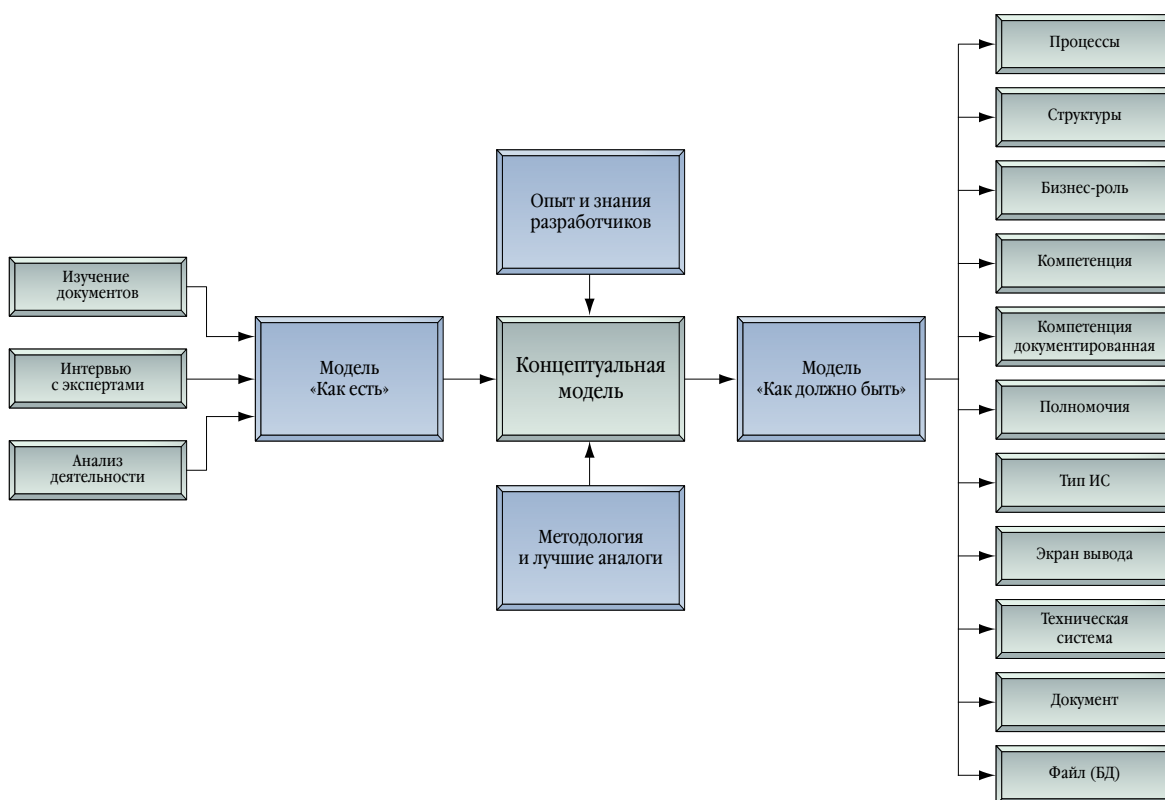 Изучение
документов
Интервью
с экспертами
Анализ
деятельности
Модель
«Как есть»
Опыт и знания
разработчиков
Концептуальная
модель
Методология
и лучшие аналоги
Модель
«Как должно быть»
Процессы
Структуры
Бизнес-роль
Компетенция
Компетенция
документированная
Полномочия
Тип ИС
Экран вывода
Техническая
система
Документ
Файл (БД)